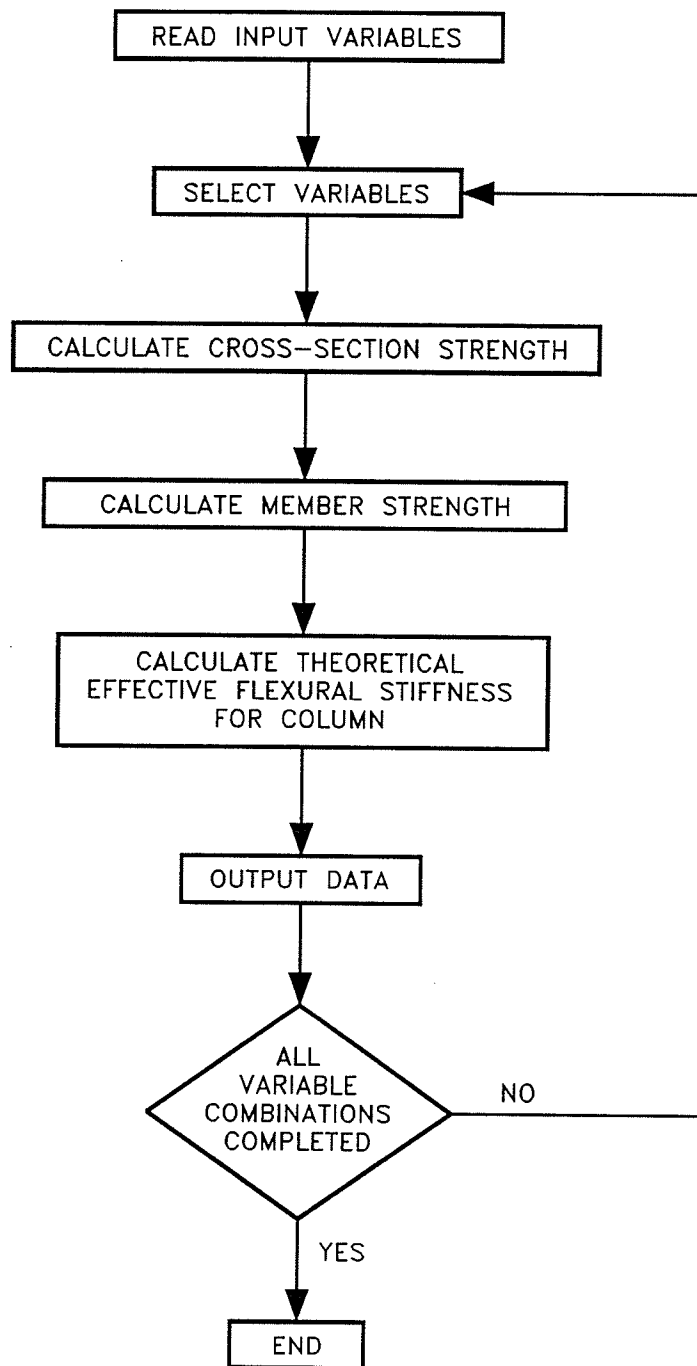 READ INPUT VARIABLES
SELECT VARIABLES
CALCULATE CROSS-SECTION STRENGTH
CALCULATE MEMBER STRENGTH
CALCULATE THEORETICAL
EFFECTIVE FLEXURAL STIFFNESS
FOR COLUMN
OUTPUT DATA
ALL
VARIABLE
COMBINATIONS
COMPLETED
NO
YES
END